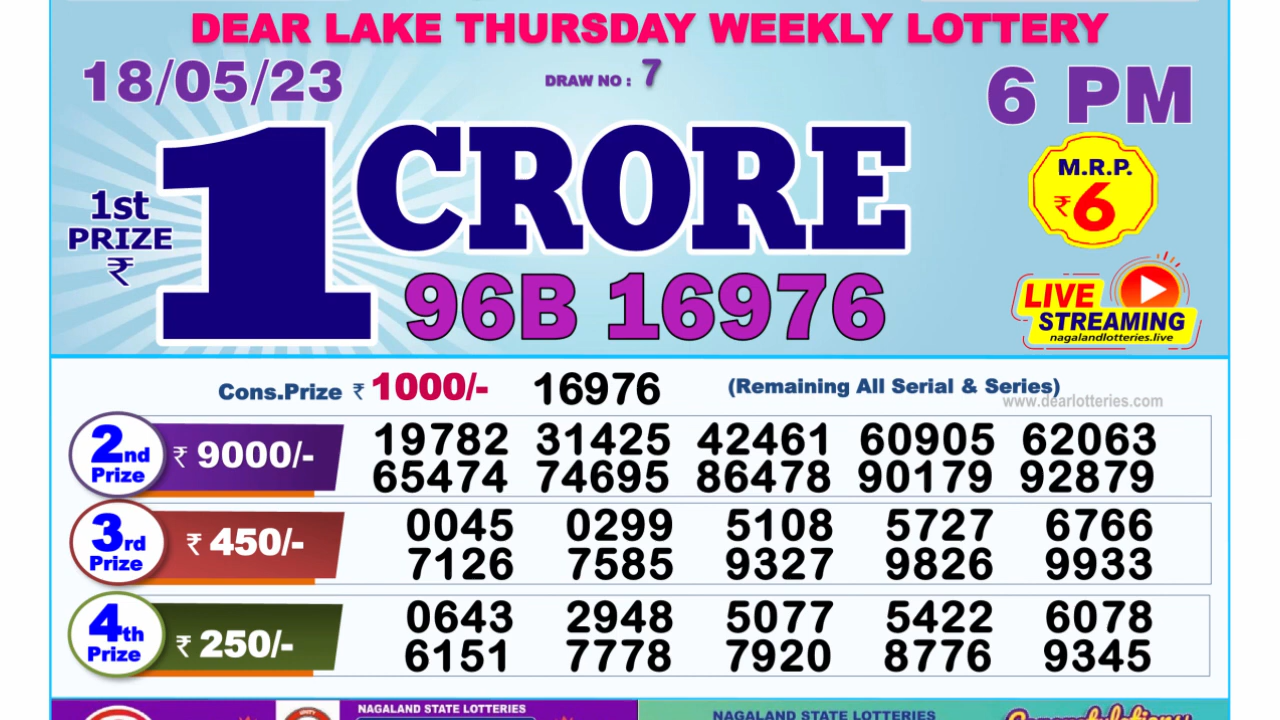 DEAR LAKE THURSDAY WEEKLY LOTTERY
18/05/23
DRAW NO : 7
6 PM
1st
PRIZE
₹
1 CRORE
96B 16976
M.R.P.
₹6
LIVE
STREAMING
nagalandlotteries.live
Cons.Prize ₹ 1000/- 16976 (Remaining All Serial & Series)
www.dearlotteries.com
2nd
Prize
₹ 9000/-
19782 31425 42461 60905 62063
65474 74695 86478 90179 92879
3rd
Prize
₹ 450/-
0045 0299 5108 5727 6766
7126 7585 9327 9826 9933
4th
Prize
₹ 250/-
0643 2948 5077 5422 6078
6151 7778 7920 8776 9345
NAGALAND STATE LOTTERIES
NAGALAND STATE LOTTERIES
Congratulations